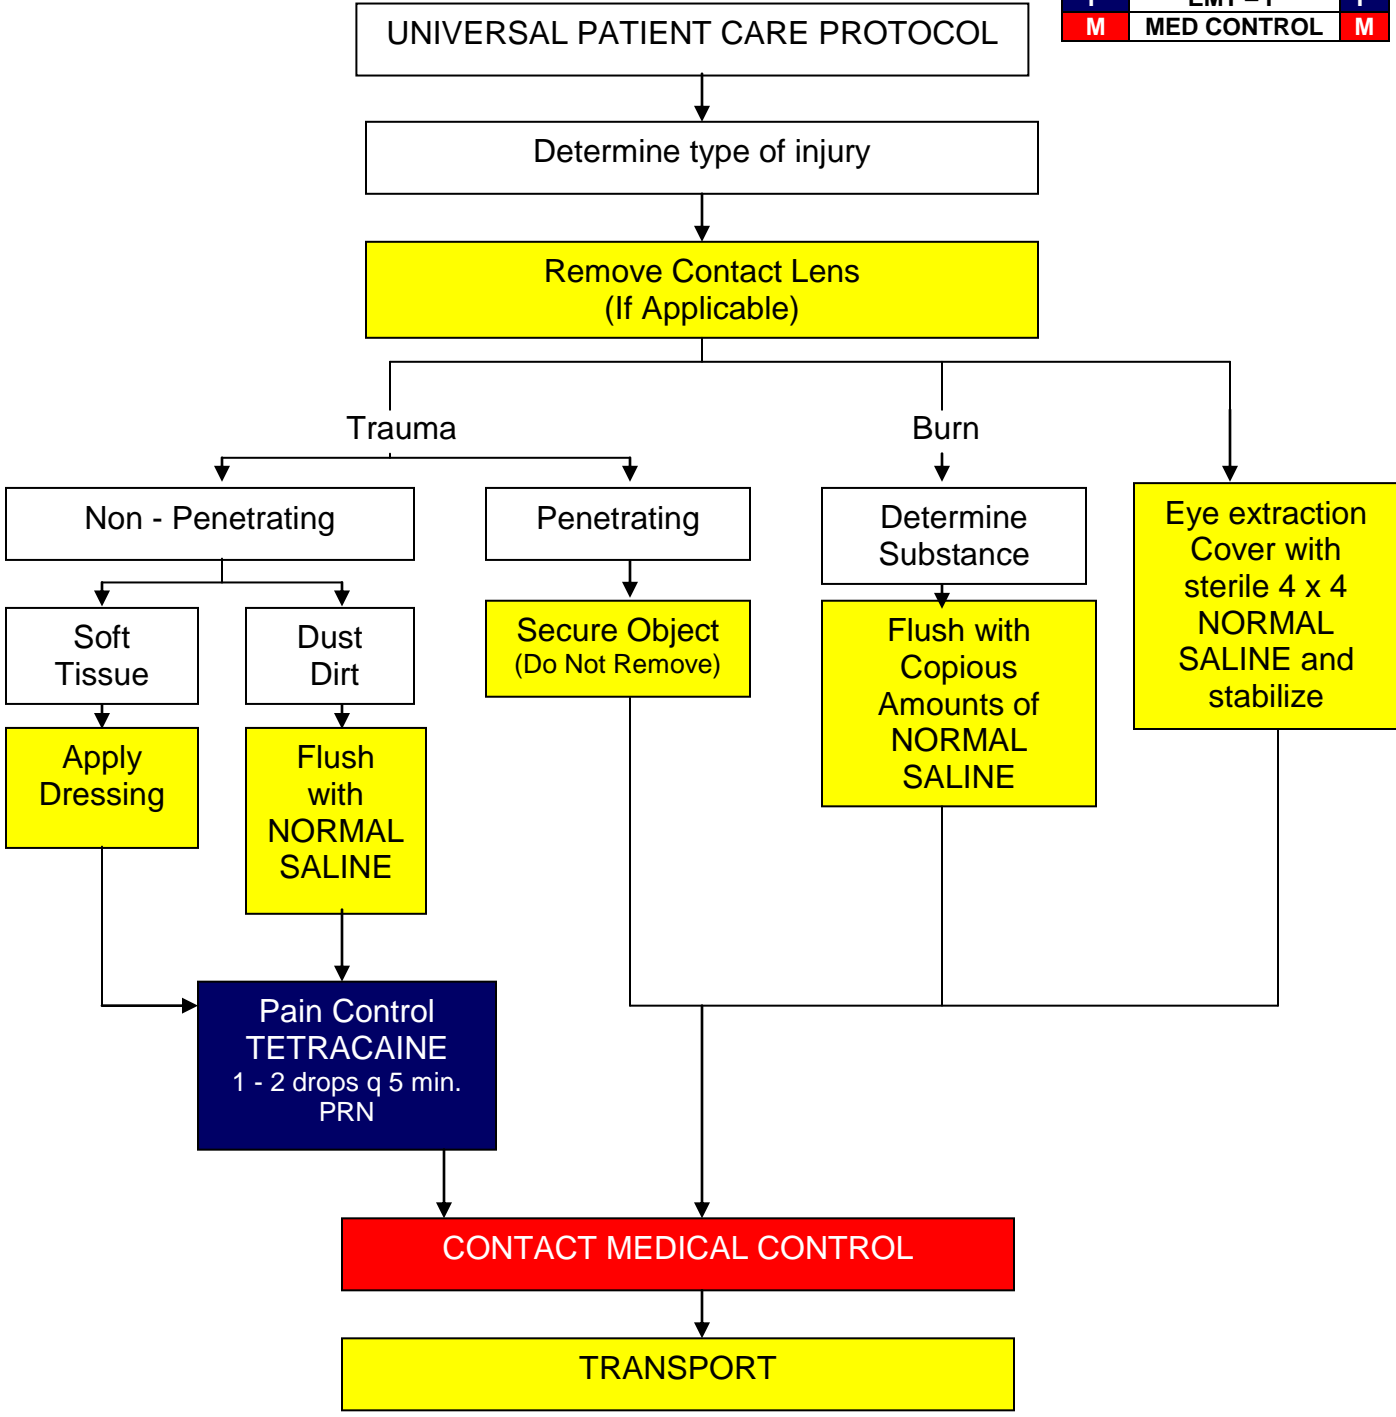 UNIVERSAL PATIENT CARE PROTOCOL
M MED CONTROL M
Determine type of injury
Remove Contact Lens
(If Applicable)
Trauma
Burn
Non - Penetrating
Penetrating
Determine
Substance
Eye extraction
Cover with
sterile 4 x 4
NORMAL
SALINE and
stabilize
Soft
Tissue
Dust
Dirt
Secure Object
(Do Not Remove)
Flush with
Copious
Amounts of
NORMAL
SALINE
Apply
Dressing
Flush
with
NORMAL
SALINE
Pain Control
TETRACAINE
1 - 2 drops q 5 min.
PRN
CONTACT MEDICAL CONTROL
TRANSPORT